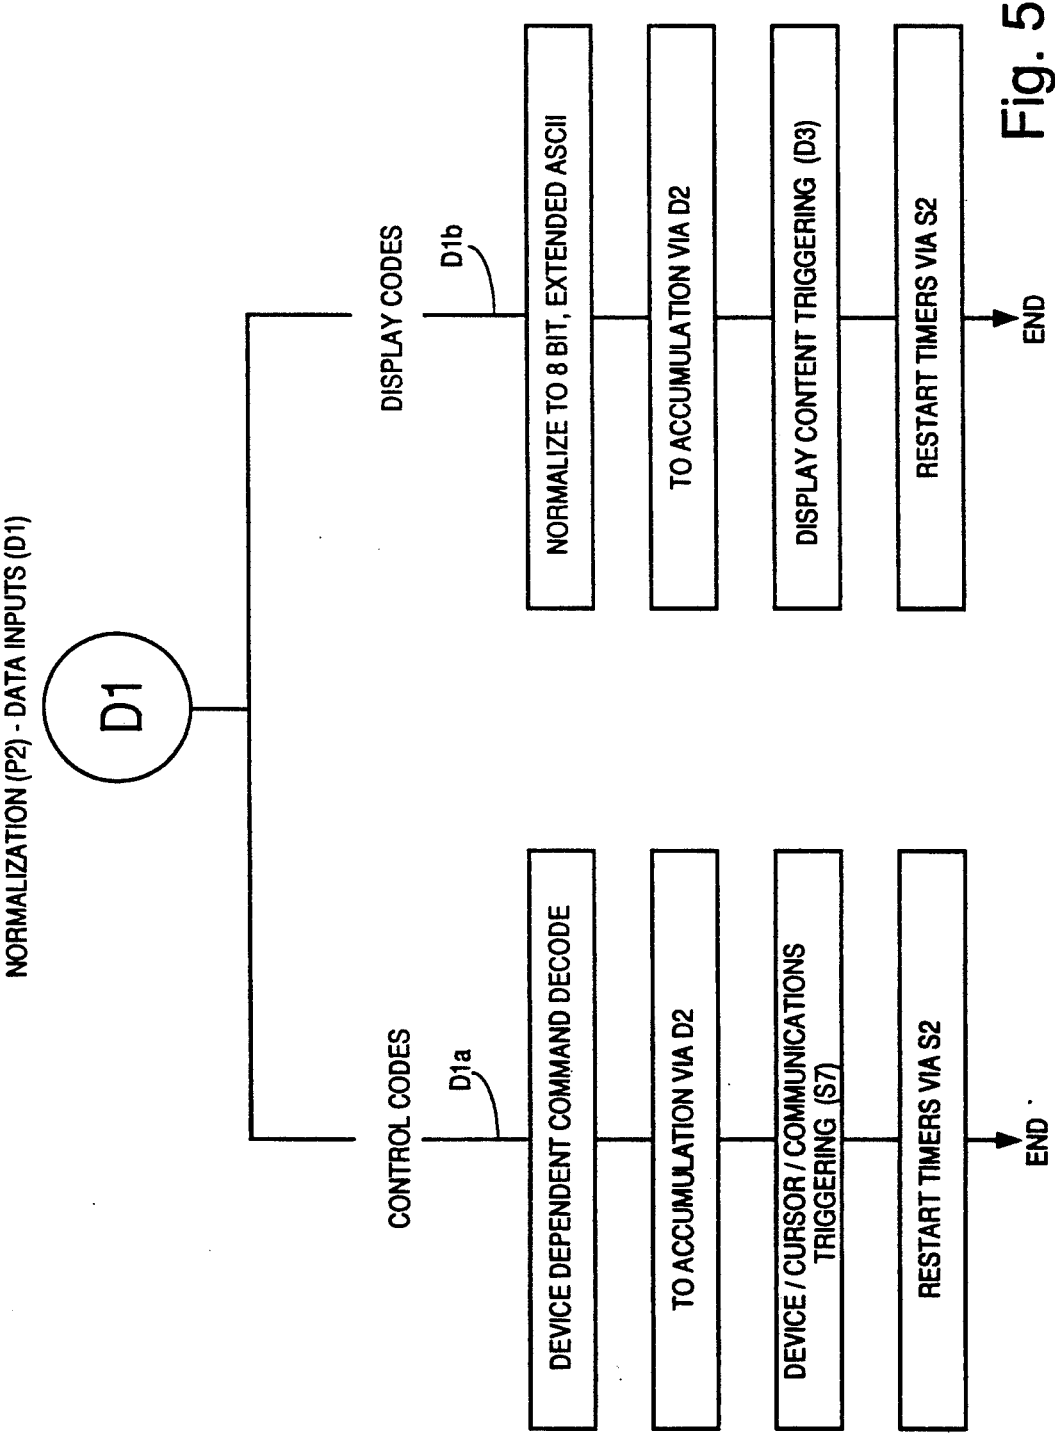 NORMALIZATION (P2) - DATA INPUTS (D1)
D1
CONTROL CODES
D1a
DEVICE DEPENDENT COMMAND DECODE
TO ACCUMULATION VIA D2
DEVICE / CURSOR / COMMUNICATIONS
TRIGGERING (S7)
RESTART TIMERS VIA S2
END
DISPLAY CODES
D1b
NORMALIZE TO 8 BIT, EXTENDED ASCII
TO ACCUMULATION VIA D2
DISPLAY CONTENT TRIGGERING (D3)
RESTART TIMERS VIA S2
END
Fig. 5